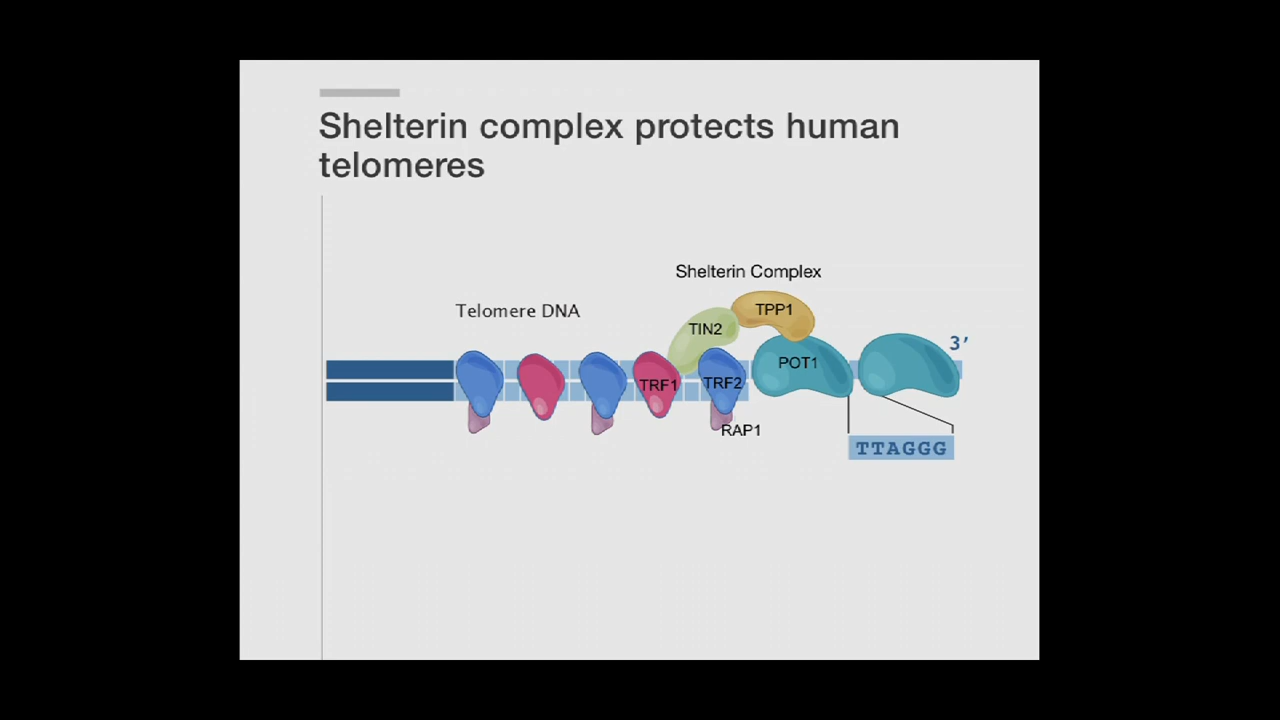 Shelterin complex protects human
telomeres
Shelterin Complex
Telomere DNA
TPP1
TIN2
3’
POT1
TRF1
TRF2
RAP1
TTAGGG